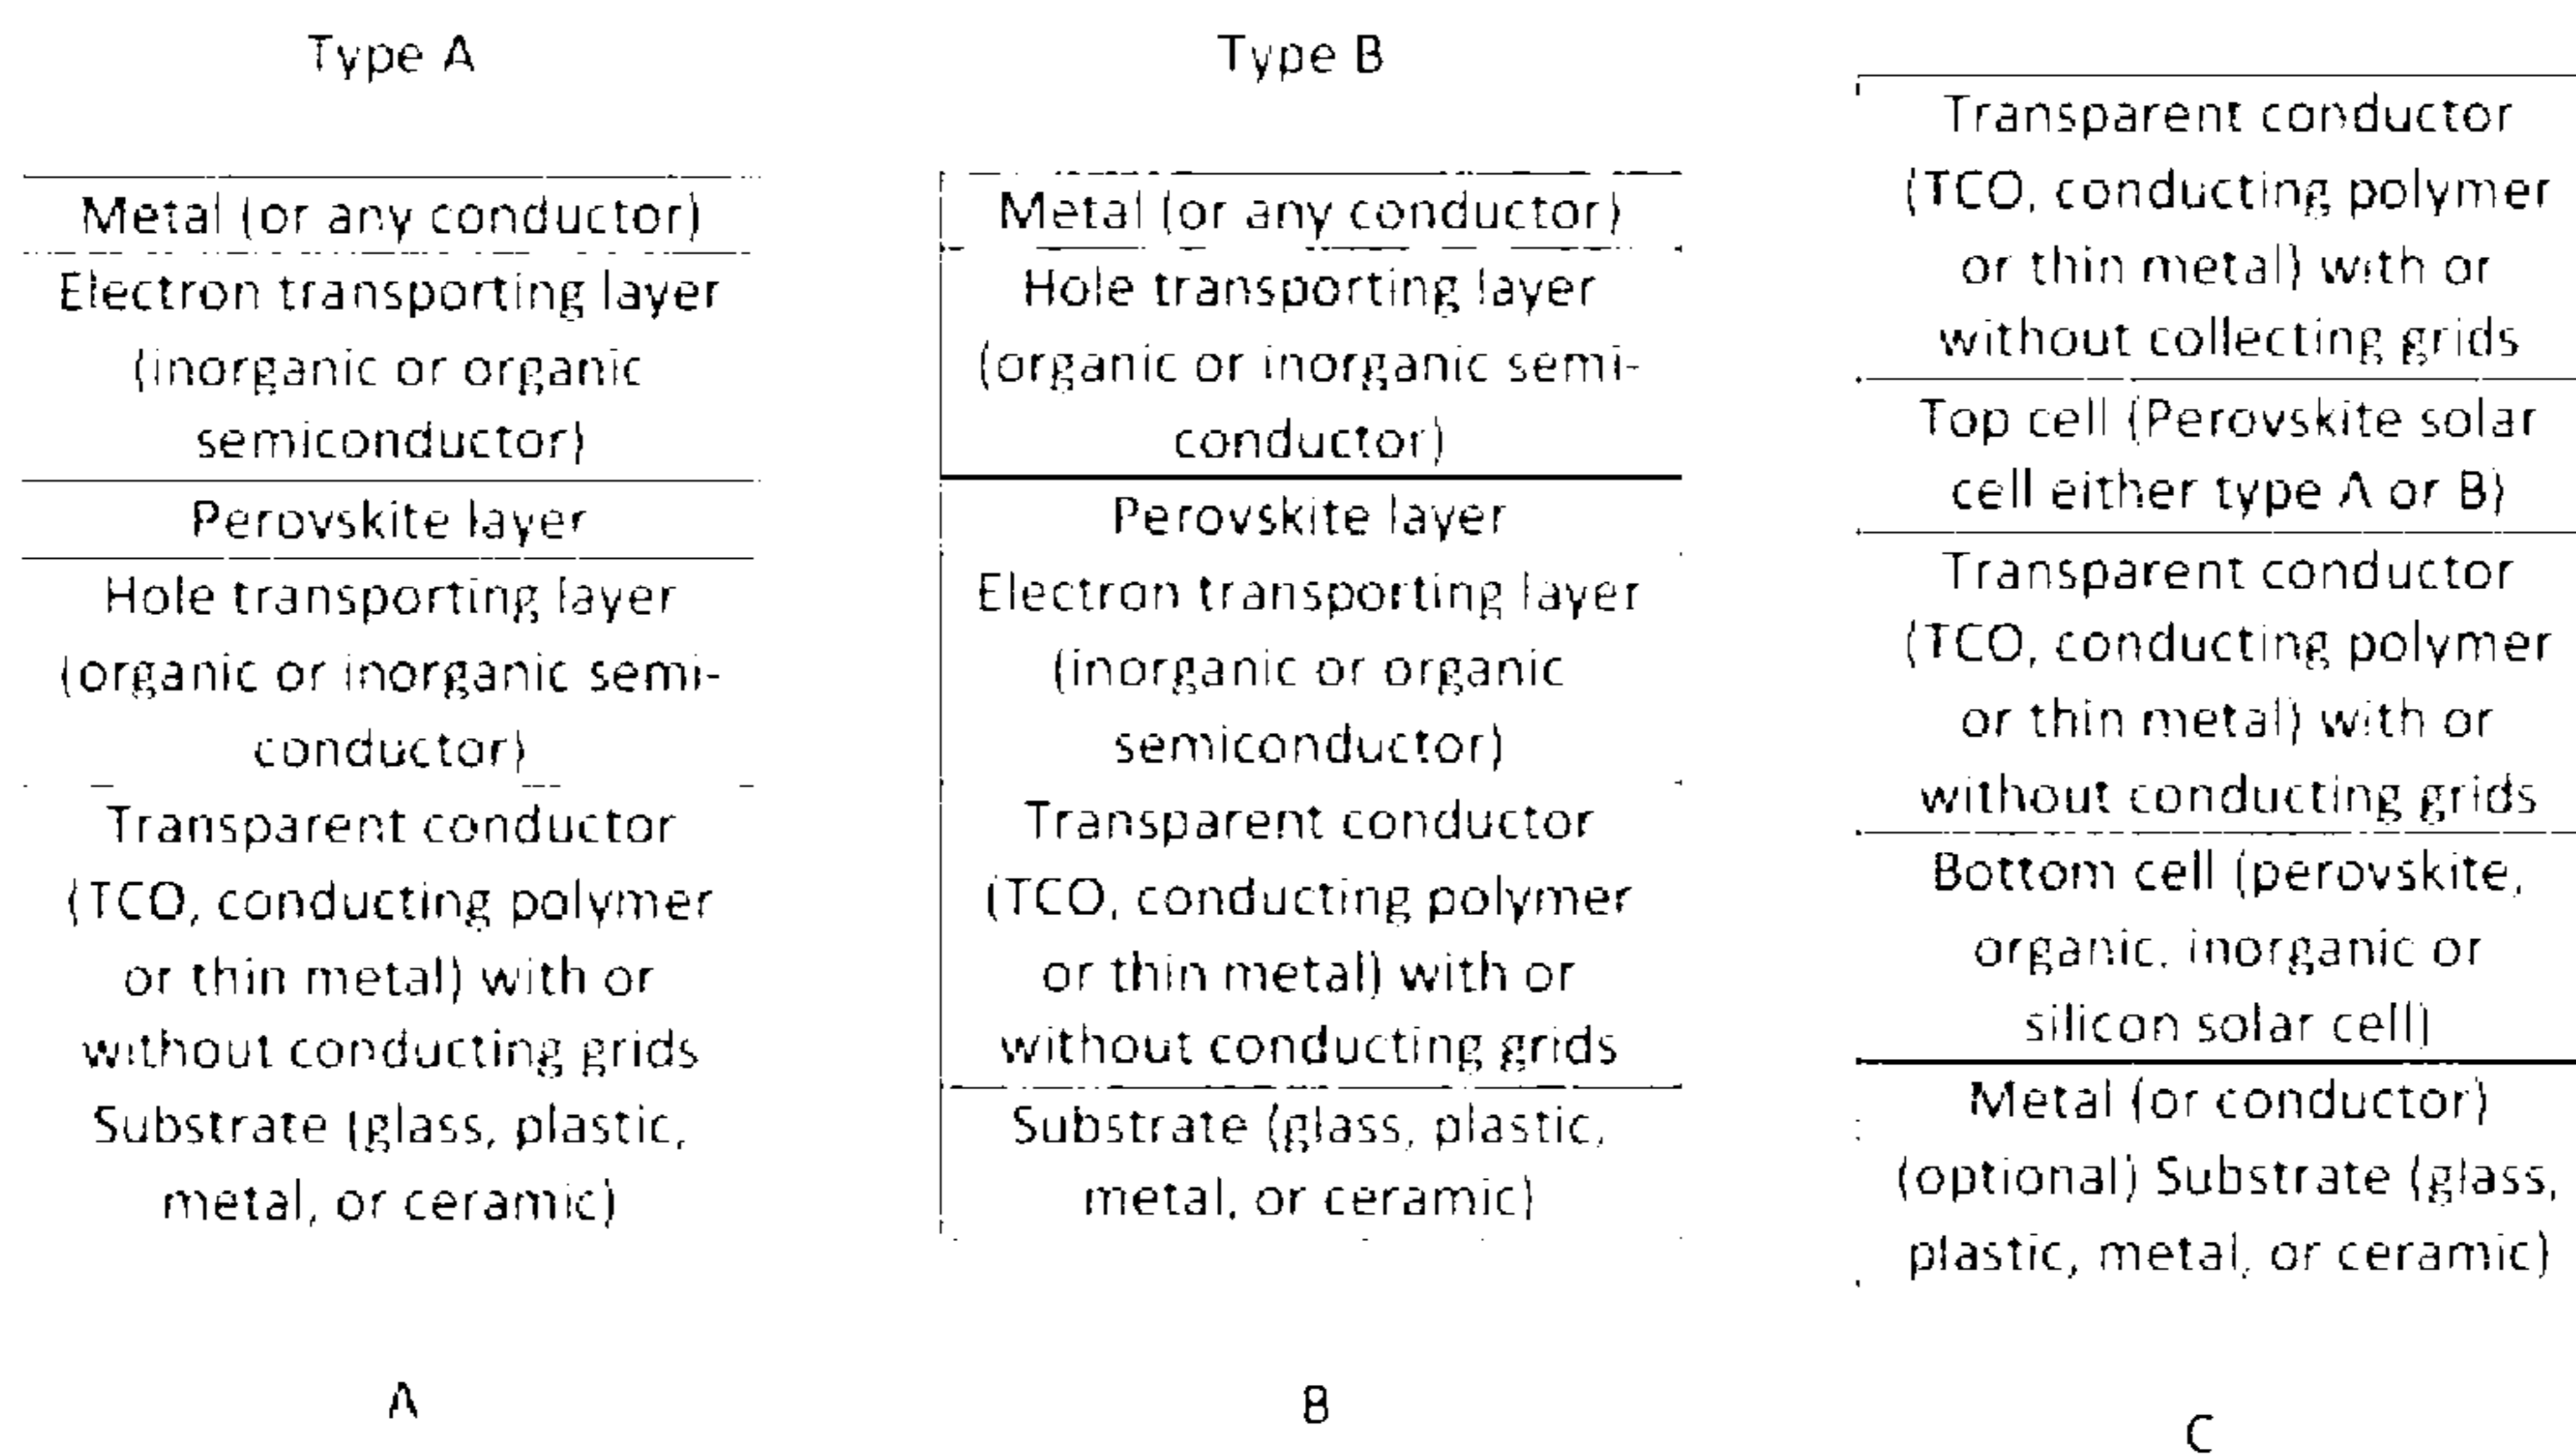 Type A
Metal (or any conductor)
Electron transporting layer
(inorganic or organic
semiconductor)
Perovskite layer
Hole transporting layer
(organic or inorganic semi-
conductor)
Transparent conductor
(TCO, conducting polymer
or thin metal) with or
without conducting grids
Substrate (glass, plastic,
metal, or ceramic)
A
Type B
Metal (or any conductor)
Hole transporting layer
(organic or inorganic semi-
conductor)
Perovskite layer
Electron transporting layer
(inorganic or organic
semiconductor)
Transparent conductor
(TCO, conducting polymer
or thin metal) with or
without conducting grids
Substrate (glass, plastic,
metal, or ceramic)
B
Transparent conductor
(TCO, conducting polymer
or thin metal) with or
without collecting grids
Top cell (Perovskite solar
cell either type A or B)
Transparent conductor
(TCO, conducting polymer
or thin metal) with or
without conducting grids
Bottom cell (perovskite,
organic, inorganic or
silicon solar cell)
Metal (or conductor)
(optional) Substrate (glass,
plastic, metal, or ceramic)
C